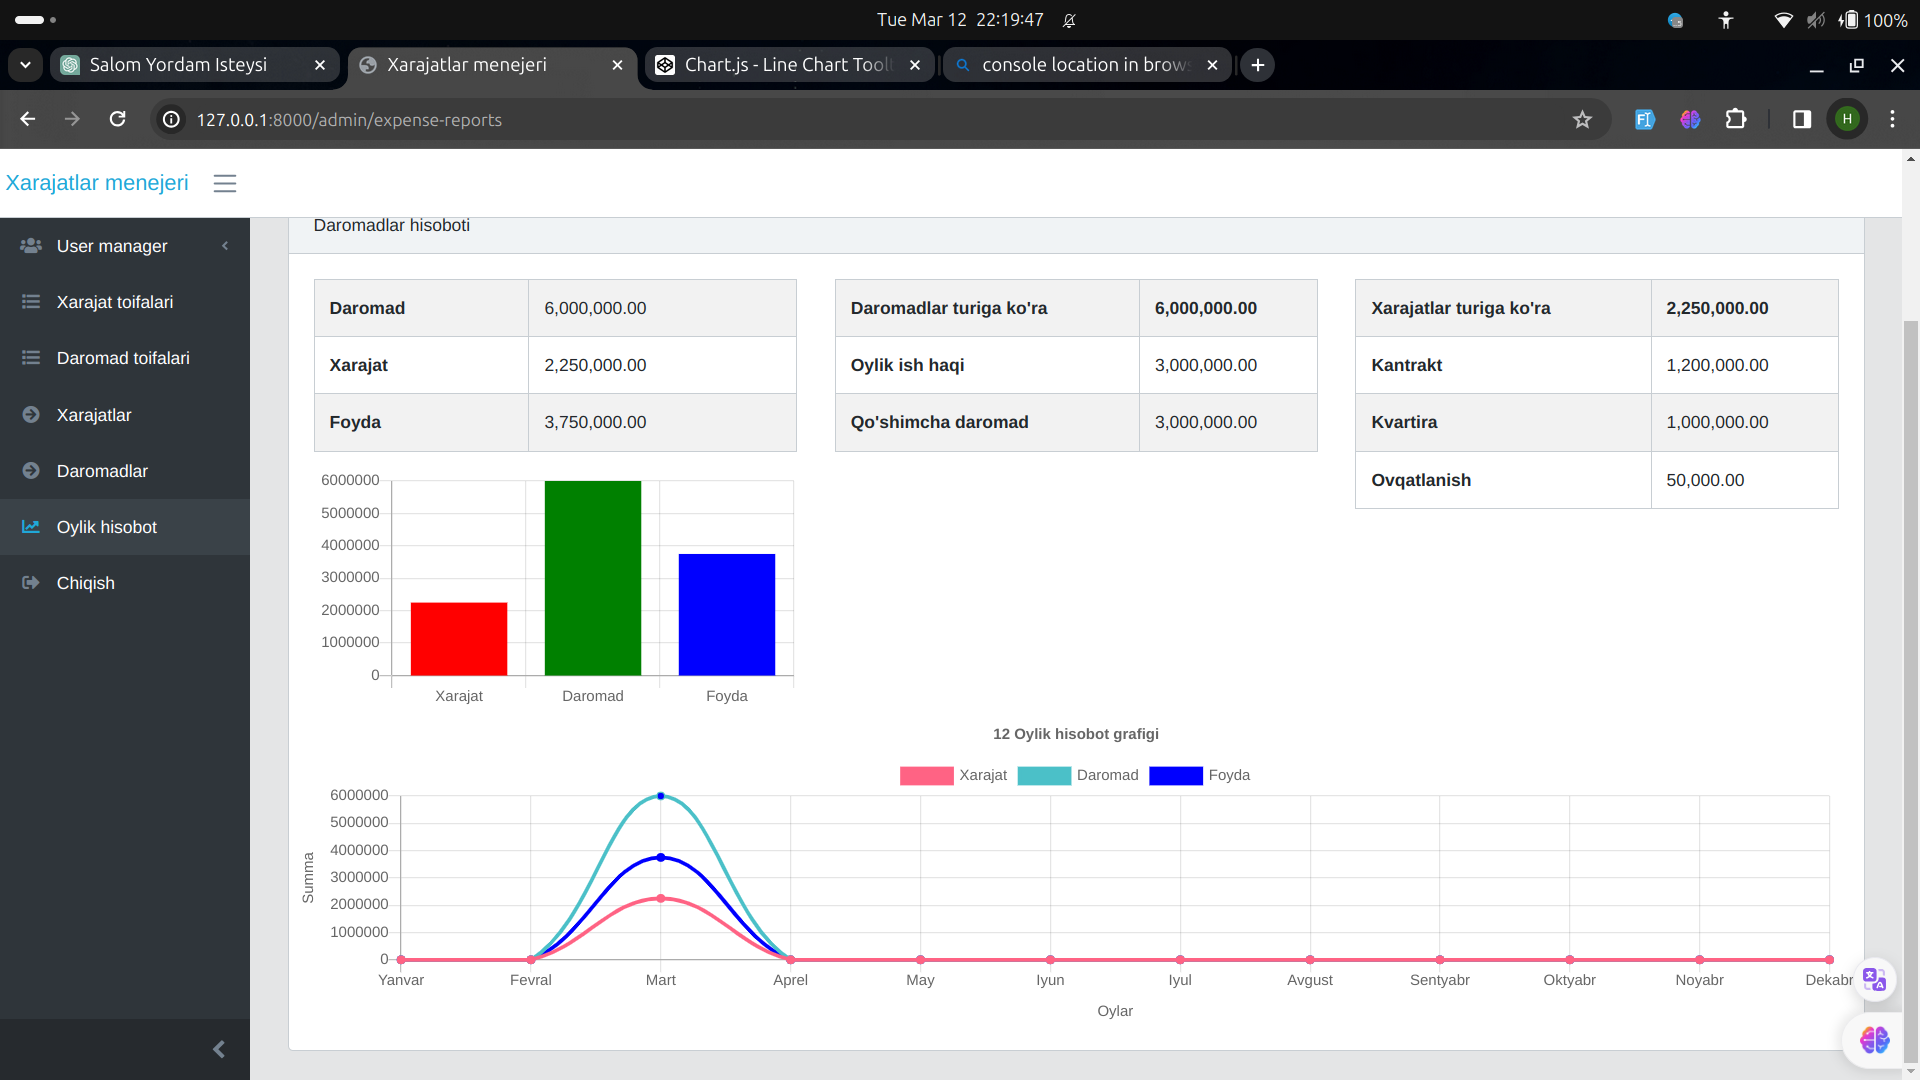 Tue Mar 12 22:19:47
100%
Salom Yordam Isteysi
Xarajatlar menejeri
Chart.js - Line Chart Toolt
console location in brows
127.0.0.1:8000/admin/expense-reports
H
Xarajatlar menejeri
User manager
Xarajat toifalari
Daromad toifalari
Xarajatlar
Daromadlar
Oylik hisobot
Chiqish
Daromadlar hisoboti
Daromad 6,000,000.00
Xarajat 2,250,000.00
Foyda 3,750,000.00
Daromadlar turiga ko'ra 6,000,000.00
Oylik ish haqi 3,000,000.00
Qo'shimcha daromad 3,000,000.00
Xarajatlar turiga ko'ra 2,250,000.00
Kantrakt 1,200,000.00
Kvartira 1,000,000.00
Ovqatlanish 50,000.00
6000000
5000000
4000000
3000000
2000000
1000000
0
Xarajat Daromad Foyda
12 Oylik hisobot grafigi
Xarajat Daromad Foyda
Summa
6000000
5000000
4000000
3000000
2000000
1000000
0
Yanvar Fevral Mart Aprel May Iyun Iyul Avgust Sentyabr Oktyabr Noyabr Dekabr
Oylar